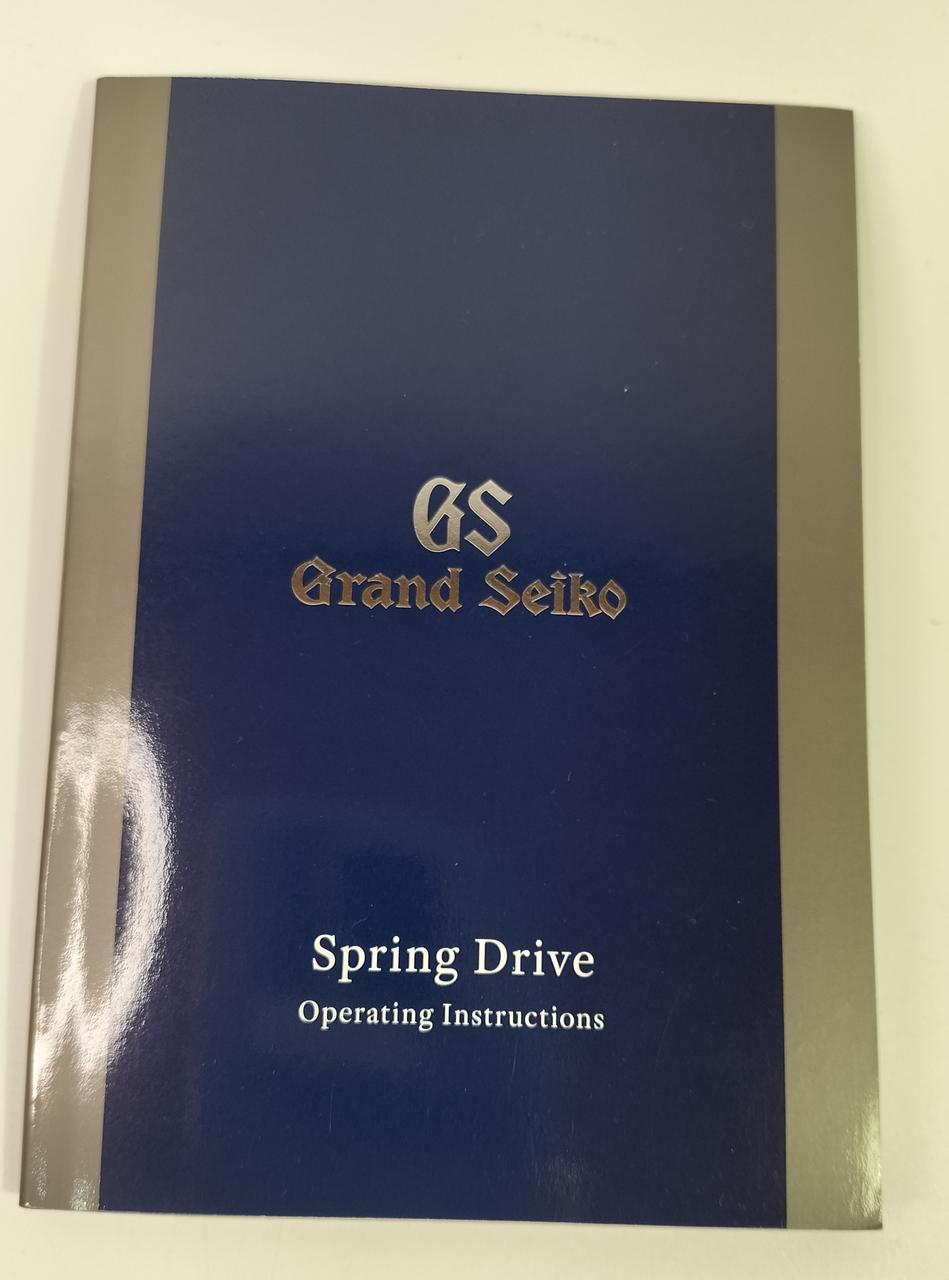 GS
Grand Seiko
Spring Drive
Operating Instructions